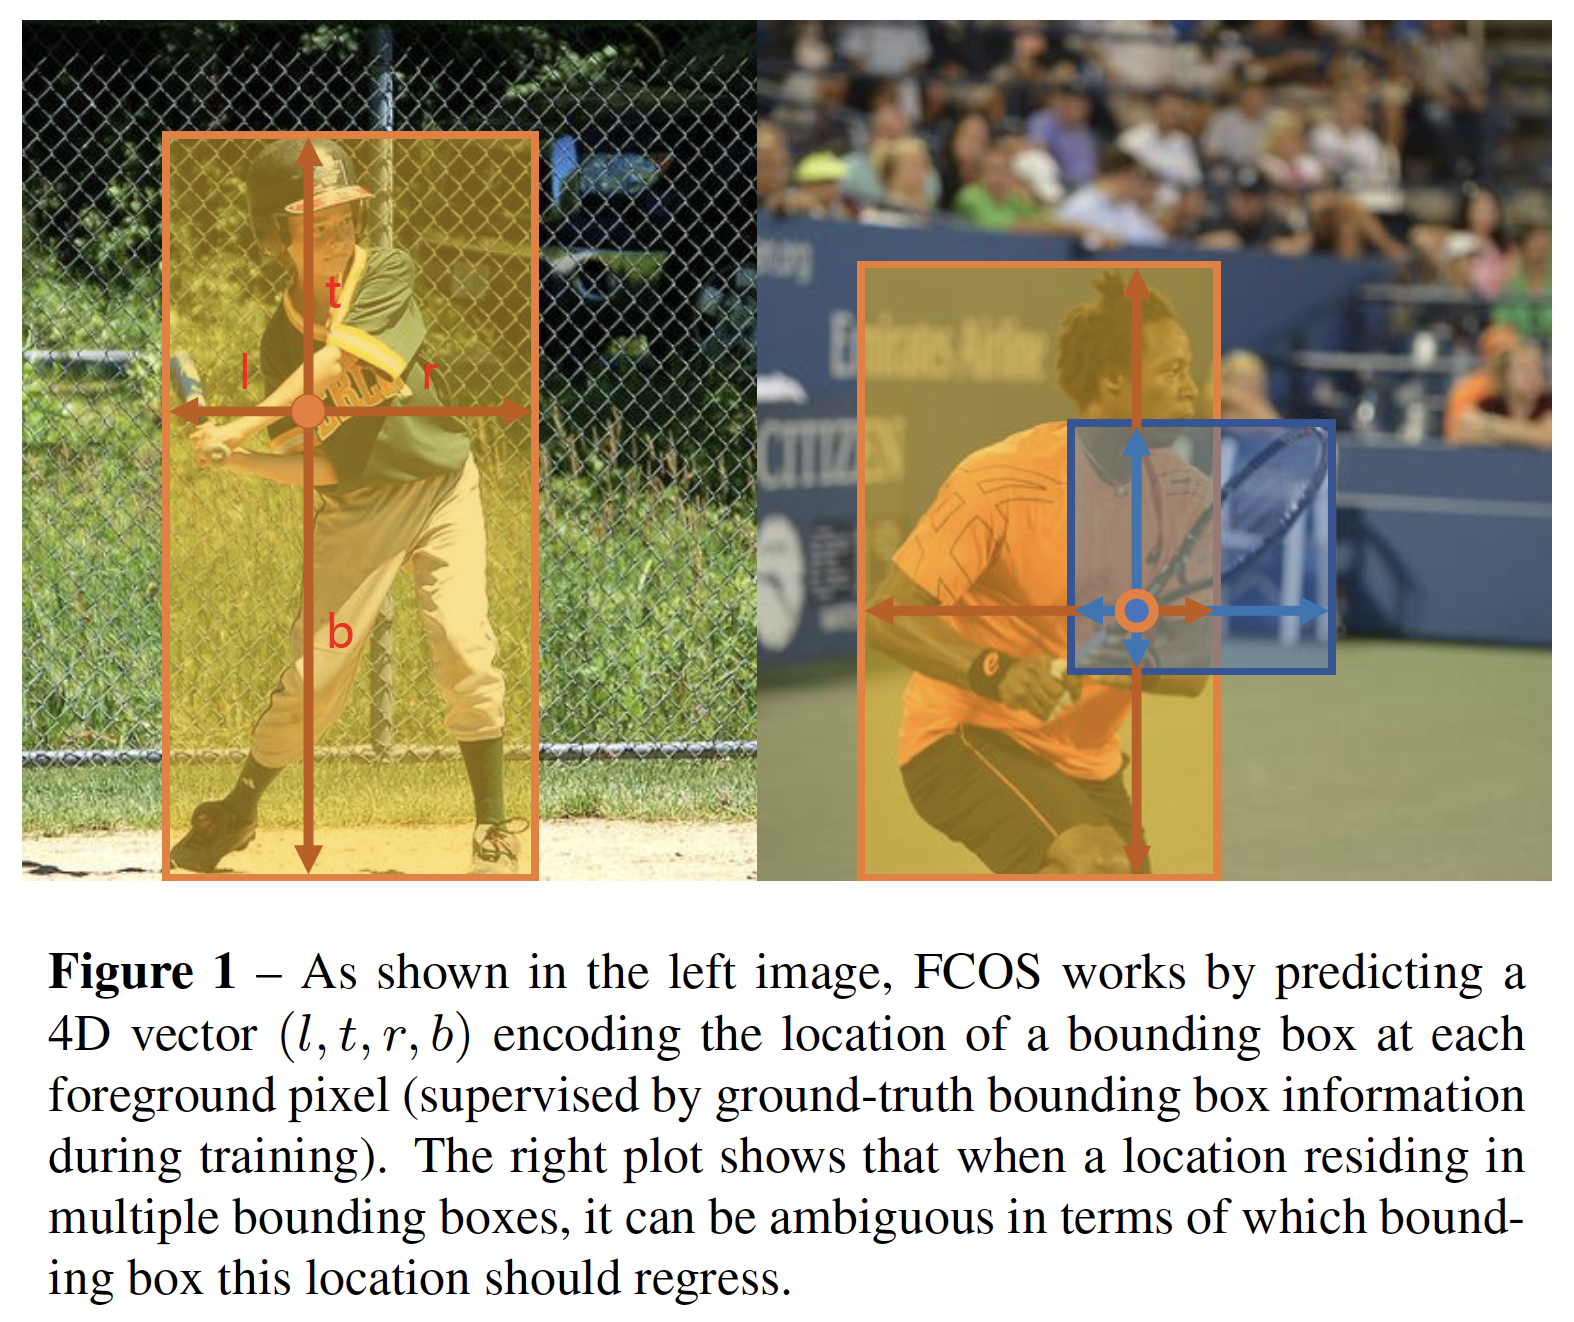 t
l
r
b
Emirates Airline
CITIZEN
Figure 1 – As shown in the left image, FCOS works by predicting a
4D vector (l, t, r, b) encoding the location of a bounding box at each
foreground pixel (supervised by ground-truth bounding box information
during training). The right plot shows that when a location residing in
multiple bounding boxes, it can be ambiguous in terms of which bound-
ing box this location should regress.